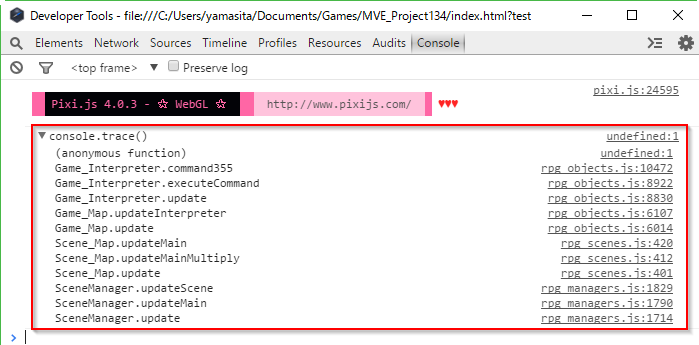 Developer Tools - file:///C:/Users/yamasita/Documents/Games/MVE_Project134/index.html?test
Elements Network Sources Timeline Profiles Resources Audits Console
<top frame> ▼ Preserve log
pixi.js:24595
Pixi.js 4.0.3 - ☆ WebGL ☆ http://www.pixijs.com/ ♥♥♥
▼console.trace() undefined:1
(anonymous function) undefined:1
Game_Interpreter.command355 rpg_objects.js:10472
Game_Interpreter.executeCommand rpg_objects.js:8922
Game_Interpreter.update rpg_objects.js:8830
Game_Map.updateInterpreter rpg_objects.js:6107
Game_Map.update rpg_objects.js:6014
Scene_Map.updateMain rpg_scenes.js:420
Scene_Map.updateMainMultiply rpg_scenes.js:412
Scene_Map.update rpg_scenes.js:401
SceneManager.updateScene rpg_managers.js:1829
SceneManager.updateMain rpg_managers.js:1790
SceneManager.update rpg_managers.js:1714